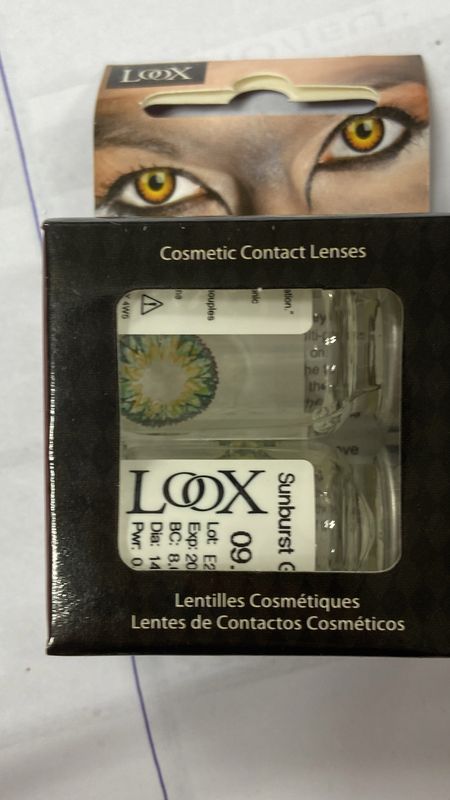 LOOX
Cosmetic Contact Lenses
LOOX
Sunburst G
09.
Lot: E2
Exp: 20
BC: 8.
Dia: 14
Pwr: 0
Lentilles Cosmétiques
Lentes de Contactos Cosméticos